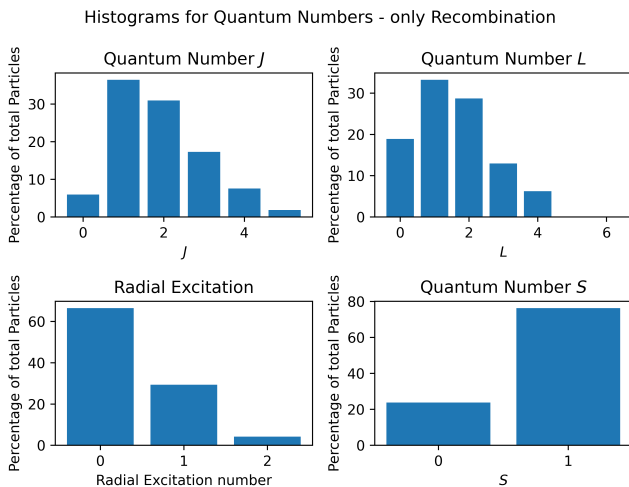 Histograms for Quantum Numbers - only Recombination
Quantum Number J
Percentage of total Particles
30
20
10
0
0 2 4
J
Quantum Number L
Percentage of total Particles
30
20
10
0
0 2 4 6
L
Radial Excitation
Percentage of total Particles
60
40
20
0
0 1 2
Radial Excitation number
Quantum Number S
Percentage of total Particles
80
60
40
20
0
0 1
S